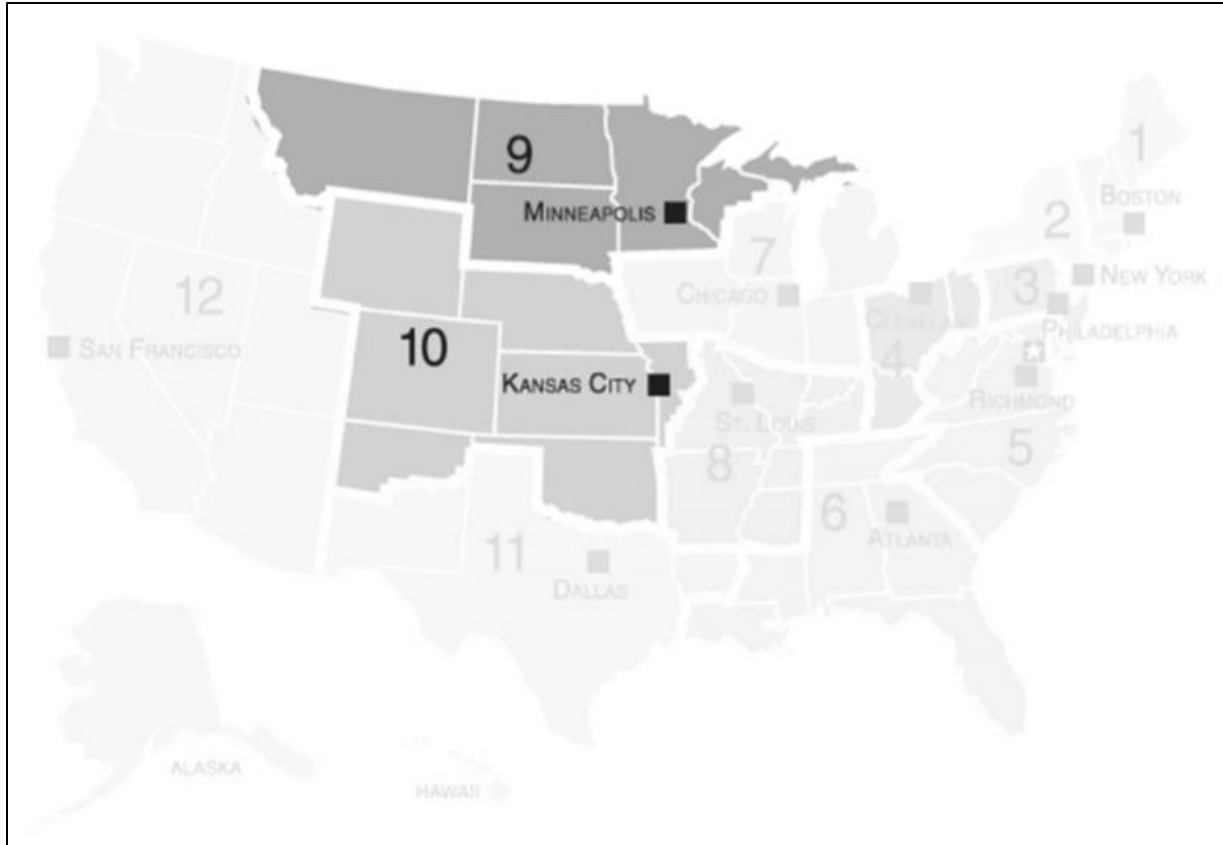 1
9
BOSTON
MINNEAPOLIS
2
7
3
NEW YORK
12
CHICAGO
CLEVELAND
PHILADELPHIA
SAN FRANCISCO
10
4
KANSAS CITY
RICHMOND
ST. LOUIS
8
5
6
ATLANTA
11
DALLAS
ALASKA
HAWAII